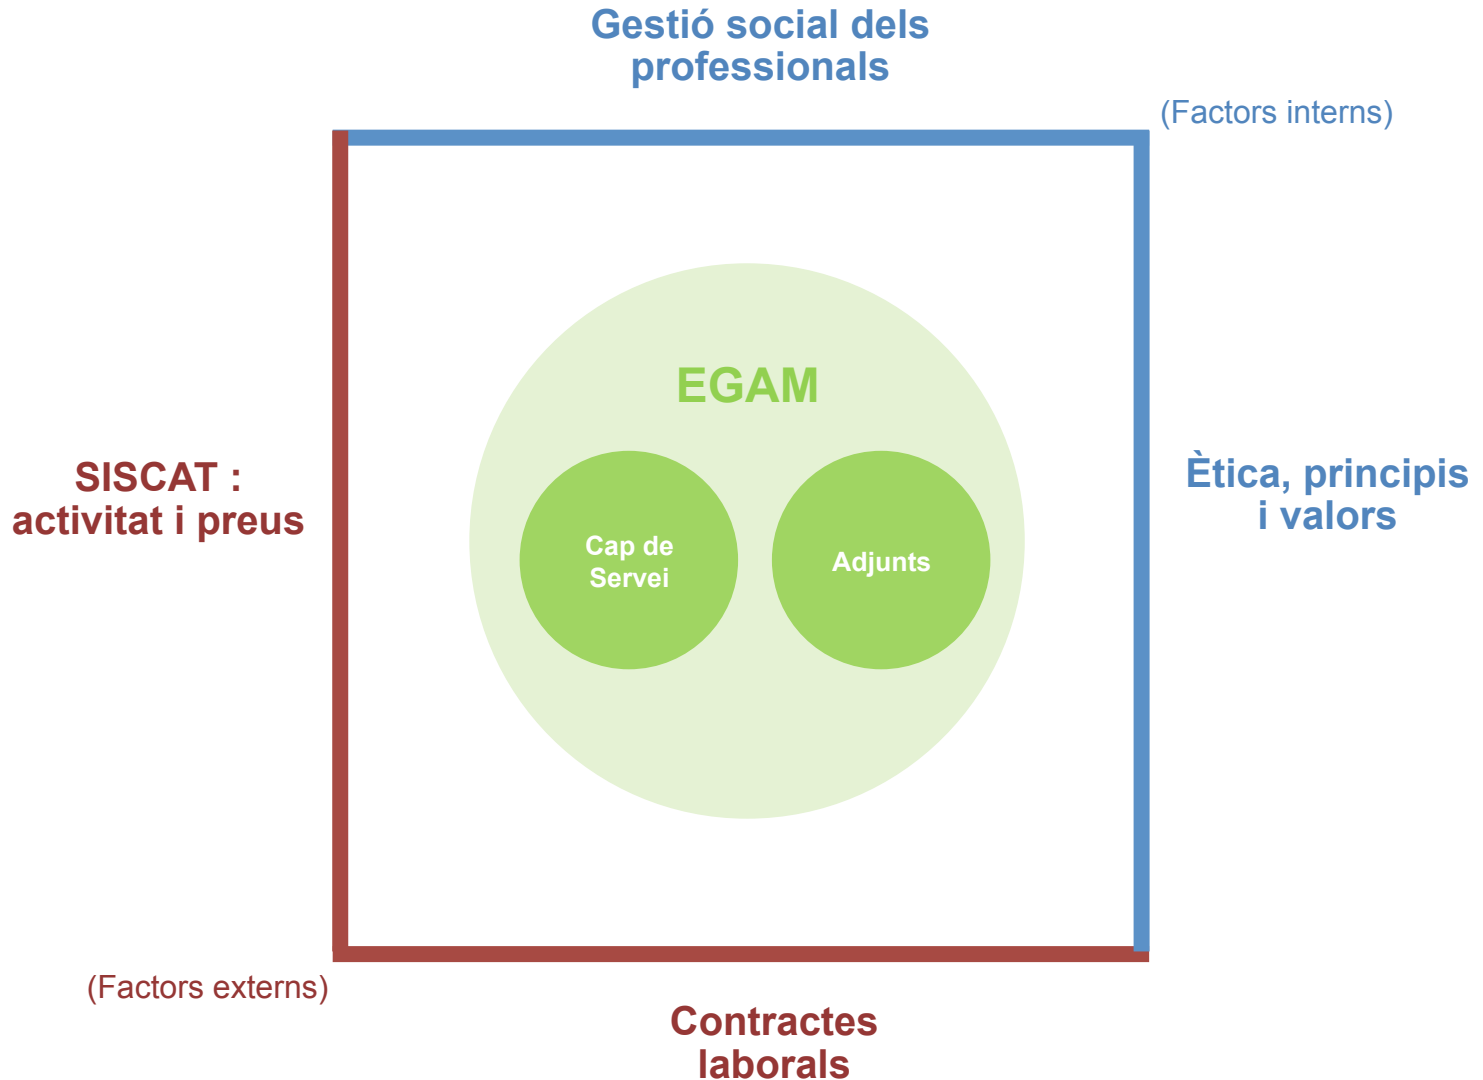 Gestió social dels
professionals
(Factors interns)
EGAM
SISCAT :
activitat i preus
Cap de
Servei
Adjunts
Ètica, principis
i valors
(Factors externs)
Contractes
laborals